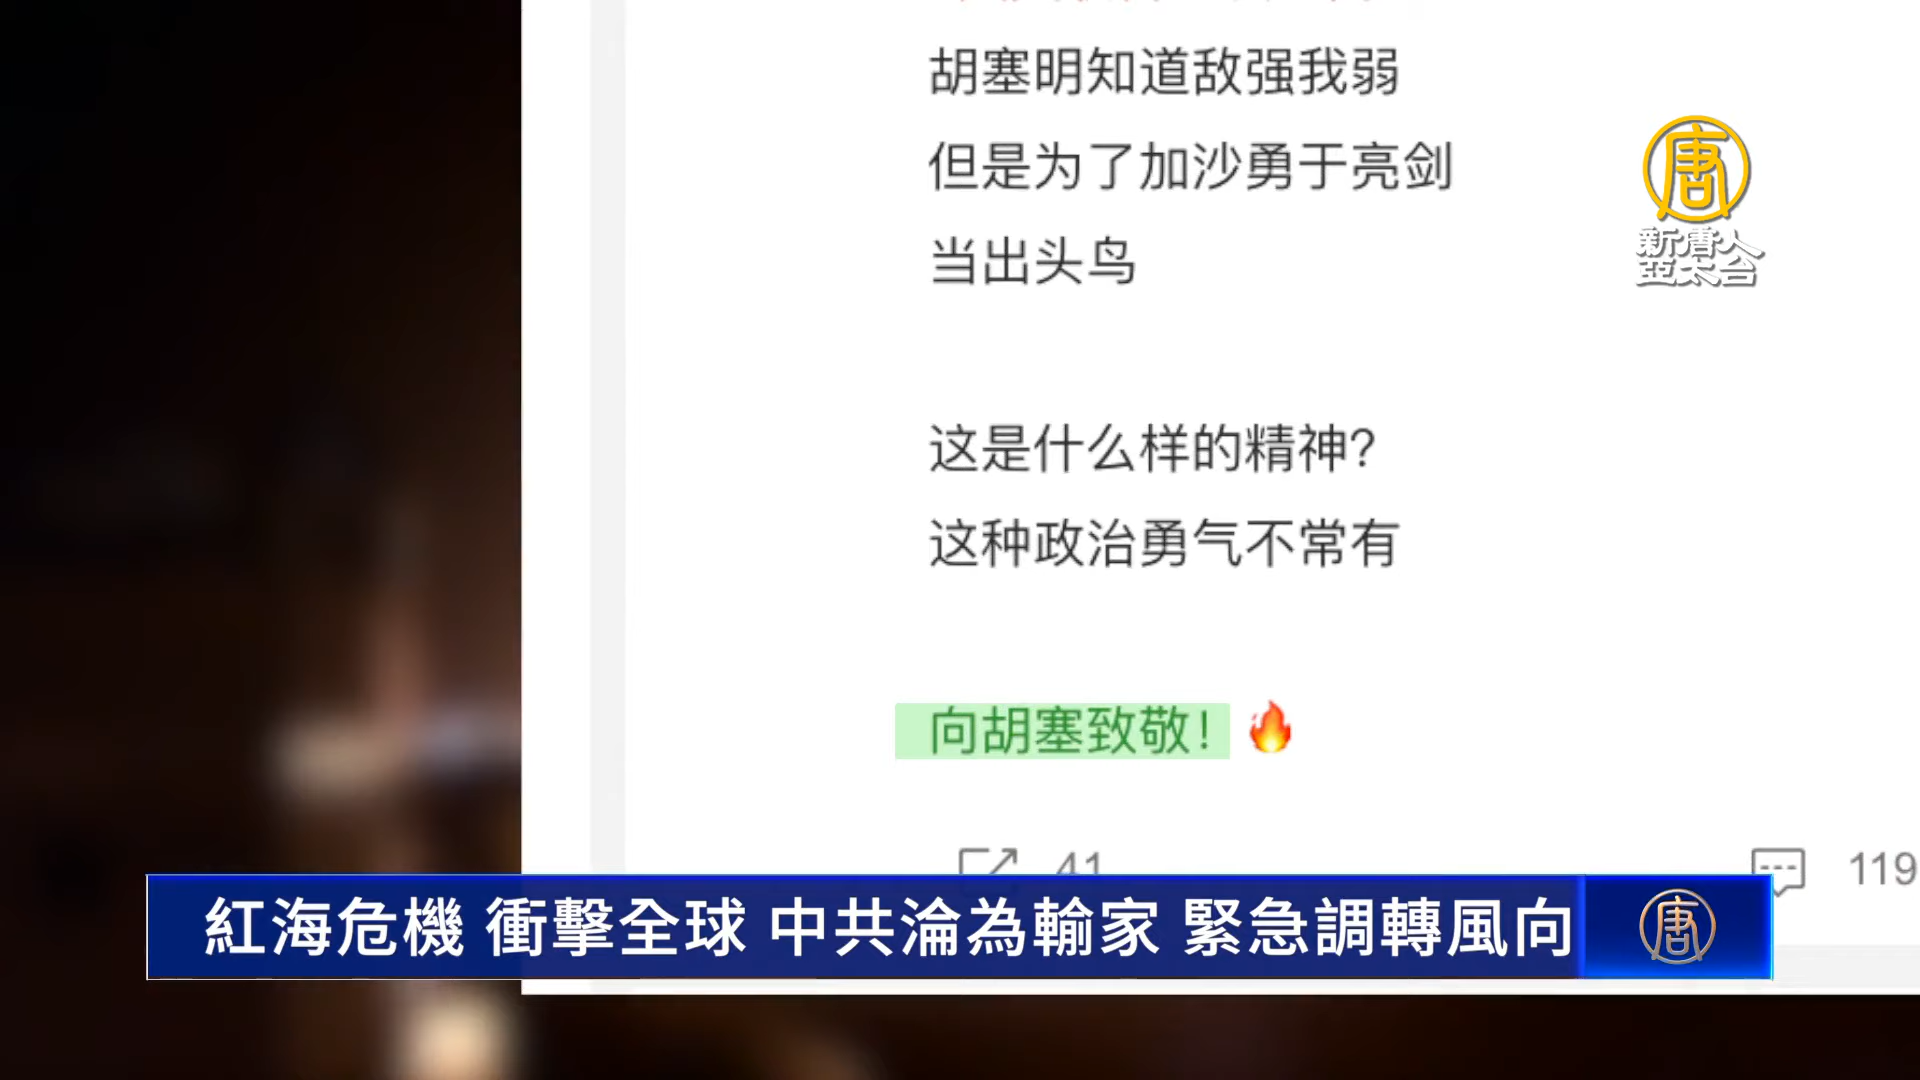 胡塞明知道敌强我弱
但是为了加沙勇于亮剑
当出头鸟
唐
新唐人
亞太台
这是什么样的精神?
这种政治勇气不常有
向胡塞致敬！🔥
41
119
紅海危機 衝擊全球 中共淪為輸家 緊急調轉風向
唐